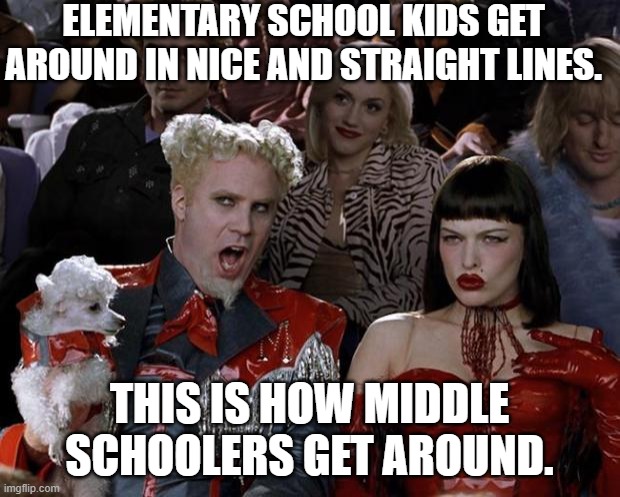 ELEMENTARY SCHOOL KIDS GET
AROUND IN NICE AND STRAIGHT LINES.
THIS IS HOW MIDDLE
SCHOOLERS GET AROUND.
imgflip.com